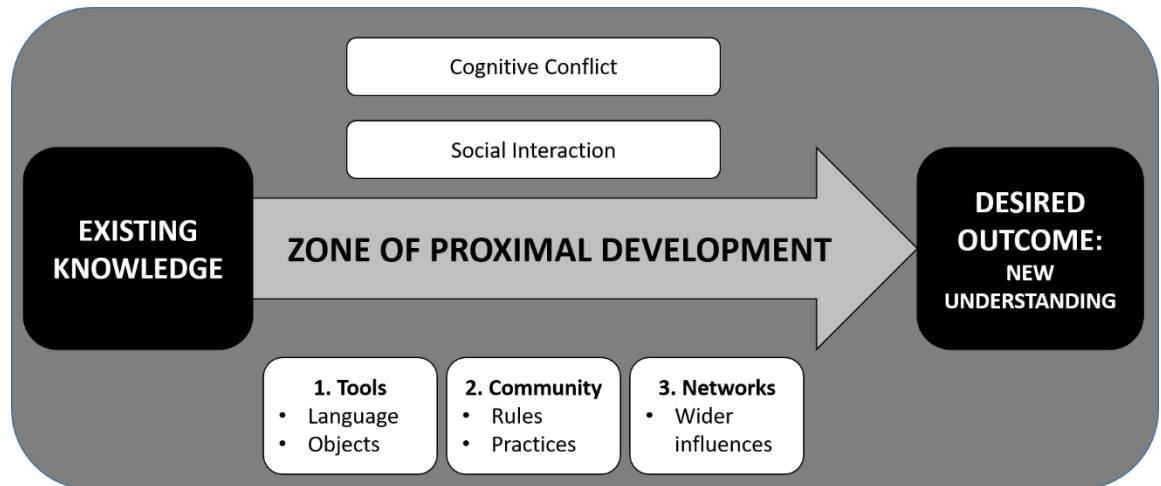 Cognitive Conflict
Social Interaction
EXISTING
KNOWLEDGE
ZONE OF PROXIMAL DEVELOPMENT
DESIRED
OUTCOME:
NEW
UNDERSTANDING
1. Tools
• Language
• Objects
2. Community
• Rules
• Practices
3. Networks
• Wider
influences